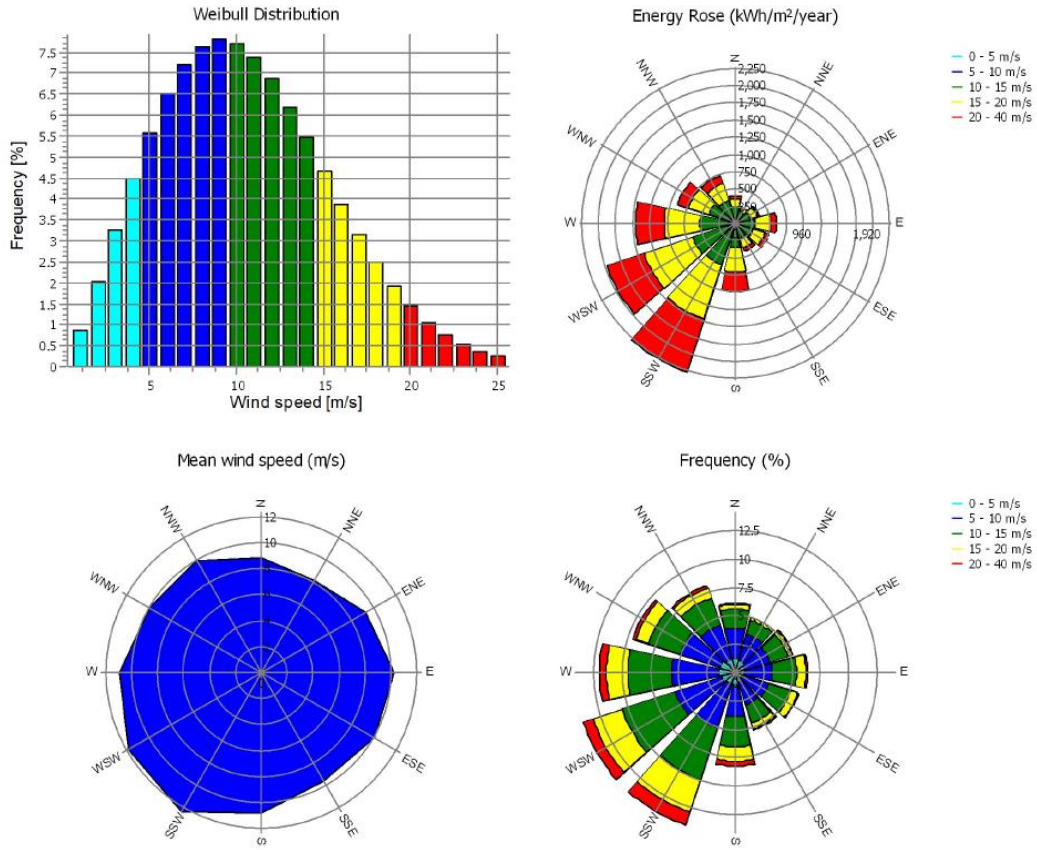 Weibull Distribution
Frequency [%]
7.5
7
6.5
6
5.5
5
4.5
4
3.5
3
2.5
2
1.5
1
0.5
0
5
10
15
20
25
Wind speed [m/s]
Energy Rose (kWh/m²/year)
N
NNE
ENE
E
ESE
SSE
S
SSW
WSW
W
WNW
NNW
2,250
2,000
1,750
1,500
1,250
1,000
750
500
250
960
1,920
0 - 5 m/s
5 - 10 m/s
10 - 15 m/s
15 - 20 m/s
20 - 40 m/s
Mean wind speed (m/s)
N
NNE
ENE
E
ESE
SSE
S
SSW
WSW
W
WNW
NNW
12
10
8
6
4
Frequency (%)
N
NNE
ENE
E
ESE
SSE
S
SSW
WSW
W
WNW
NNW
12.5
10
7.5
0 - 5 m/s
5 - 10 m/s
10 - 15 m/s
15 - 20 m/s
20 - 40 m/s